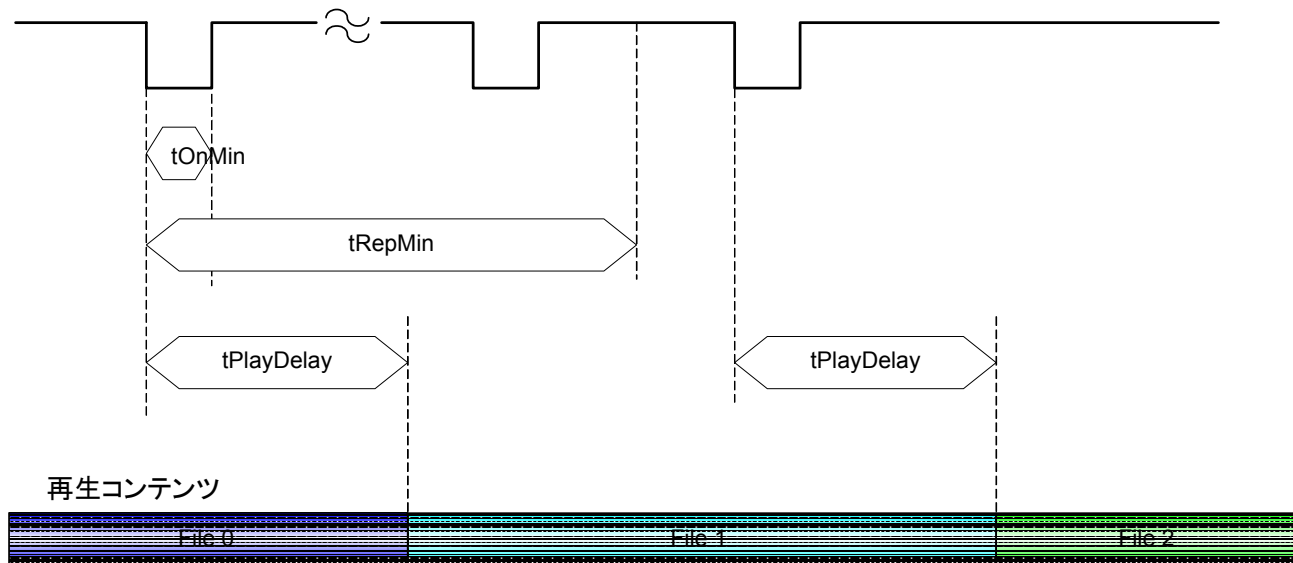 tOnMin
tRepMin
tPlayDelay tPlayDelay
再生コンテンツ
File 0 File 1 File 2